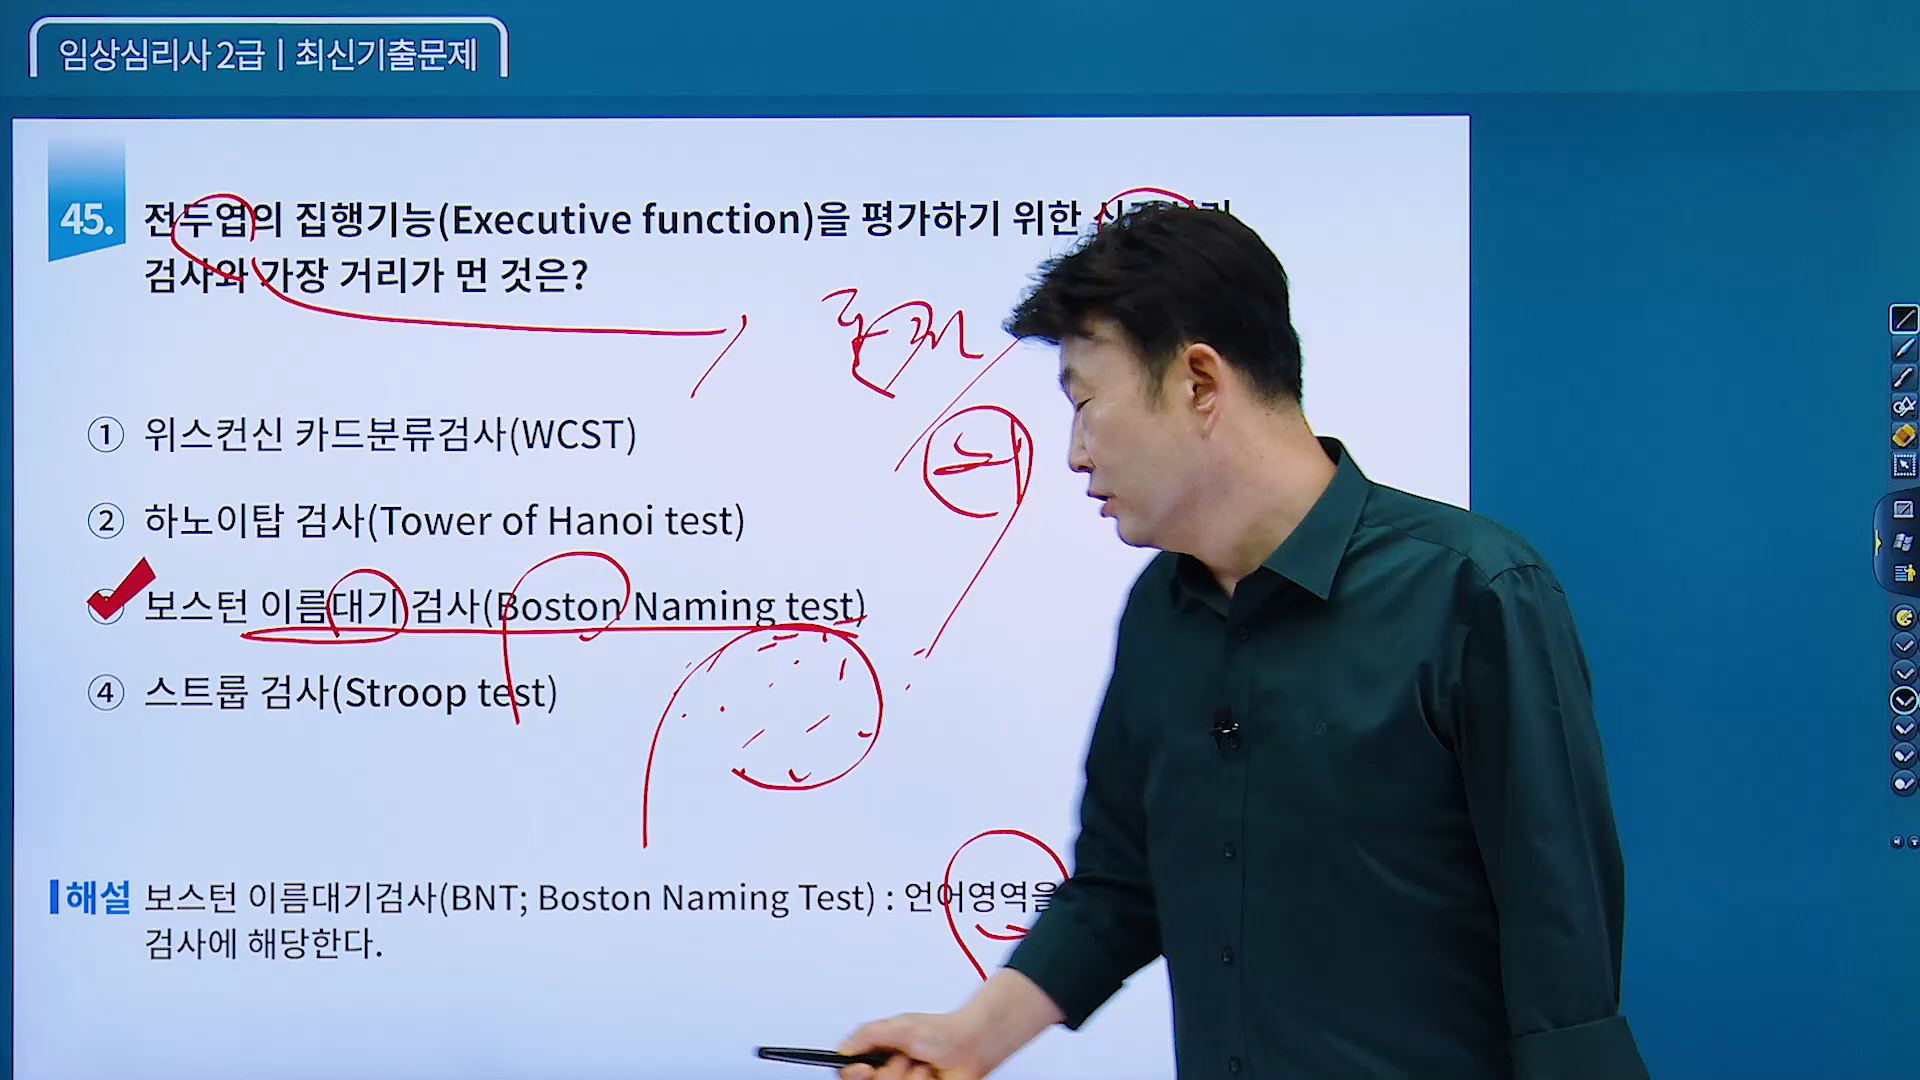 임상심리사 2급 | 최신기출문제
45. 전두엽의 집행기능(Executive function)을 평가하기 위한
검사와 가장 거리가 먼 것은?
① 위스컨신 카드분류검사(WCST)
② 하노이탑 검사(Tower of Hanoi test)
보스턴 이름대기 검사(Boston Naming test)
④ 스트룹 검사(Stroop test)
해설 보스턴 이름대기검사(BNT; Boston Naming Test) : 언어영역을
검사에 해당한다.